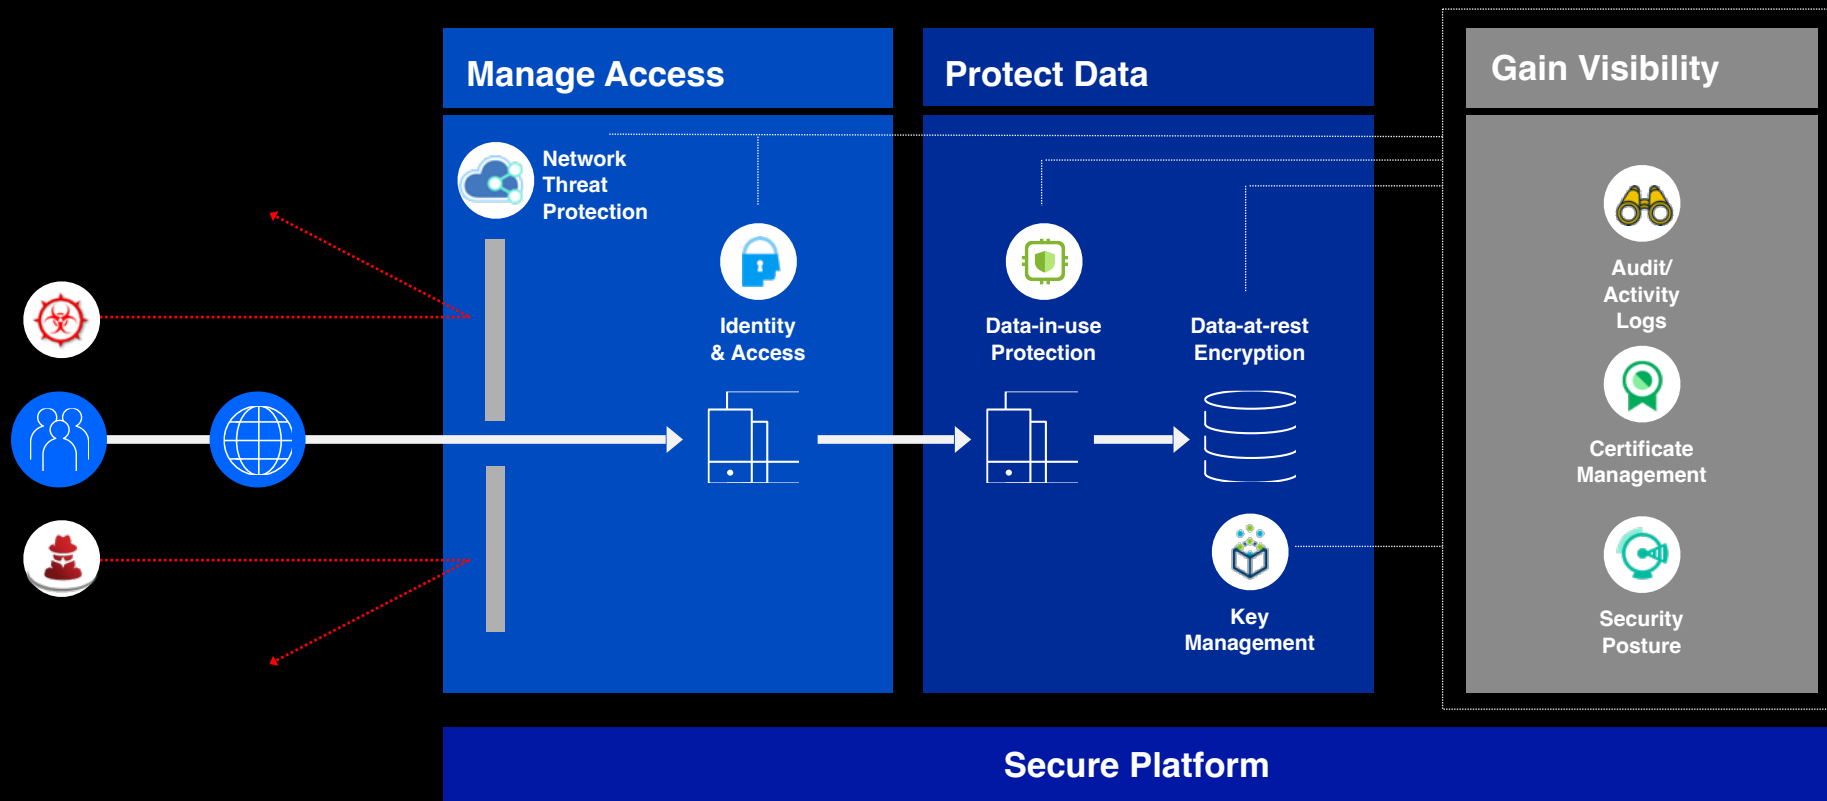 Manage Access
Protect Data
Gain Visibility
Network
Threat
Protection
Identity
& Access
Data-in-use
Protection
Data-at-rest
Encryption
Key
Management
Audit/
Activity
Logs
Certificate
Management
Security
Posture
Secure Platform